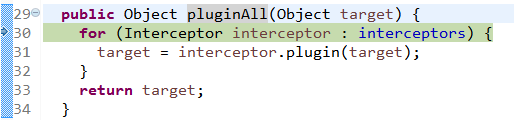 29 public Object pluginAll(Object target) {
30 for (Interceptor interceptor : interceptors) {
31 target = interceptor.plugin(target);
32 }
33 return target;
34 }